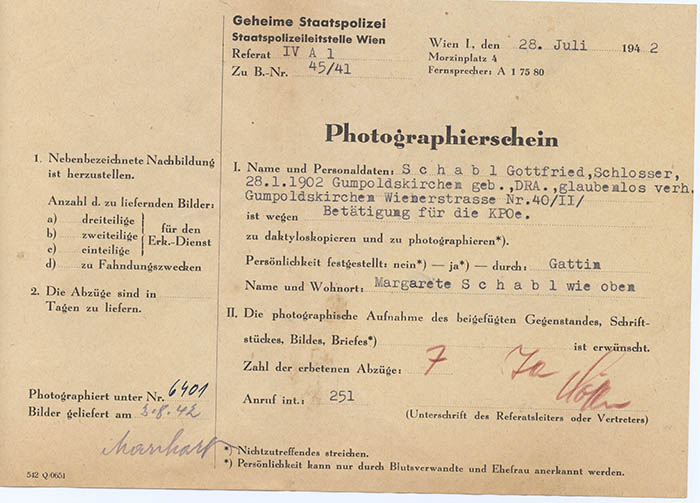 Geheime Staatspolizei
Staatspolizeileitstelle Wien
Referat IV A 1
Zu B.-Nr. 45/41
Wien I., den 28. Juli 1942
Morzinplatz 4
Fernsprecher: A 1 75 80
Photographierschein
1. Nebenbezeichnete Nachbildung
ist herzustellen.
Anzahl d. zu liefernden Bilder:
a) dreiteilige
b) zweiteilige
c) einteilige
für den
Erk.-Dienst
d) zu Fahndungszwecken
2. Die Abzüge sind in
Tagen zu liefern.
Photographiert unter Nr. 6401
Bilder geliefert am 3.8.42
542 Q-0651
I. Name und Personaldaten: S c h a b l Gottfried,Schlosser,
28.1.1902 Gumpoldskirchen geb.,DRA.,glaubenlos verh.
Gumpoldskirchen Wienerstrasse Nr.40/II/
ist wegen Betätigung für die KPOe.
zu daktyloskopieren und zu photographieren*).
Persönlichkeit festgestellt: nein*) — ja*) — durch: Gattin
Name und Wohnort: Margarete S c h a b l wie oben
II. Die photographische Aufnahme des beigefügten Gegenstandes, Schrift-
stückes, Bildes, Briefes*) ist erwünscht.
Zahl der erbetenen Abzüge: 7 Ja
Anruf int.: 251
(Unterschrift des Referatsleiters oder Vertreters)
*) Nichtzutreffendes streichen.
*) Persönlichkeit kann nur durch Blutsverwandte und Ehefrau anerkannt werden.